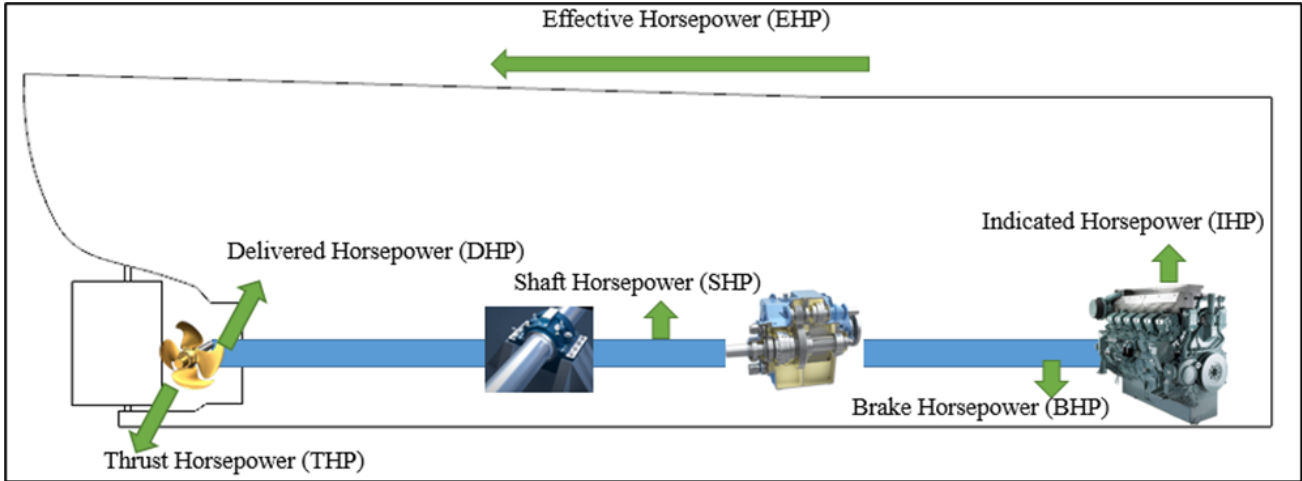 Effective Horsepower (EHP)
Indicated Horsepower (IHP)
Delivered Horsepower (DHP)
Shaft Horsepower (SHP)
Brake Horsepower (BHP)
Thrust Horsepower (THP)